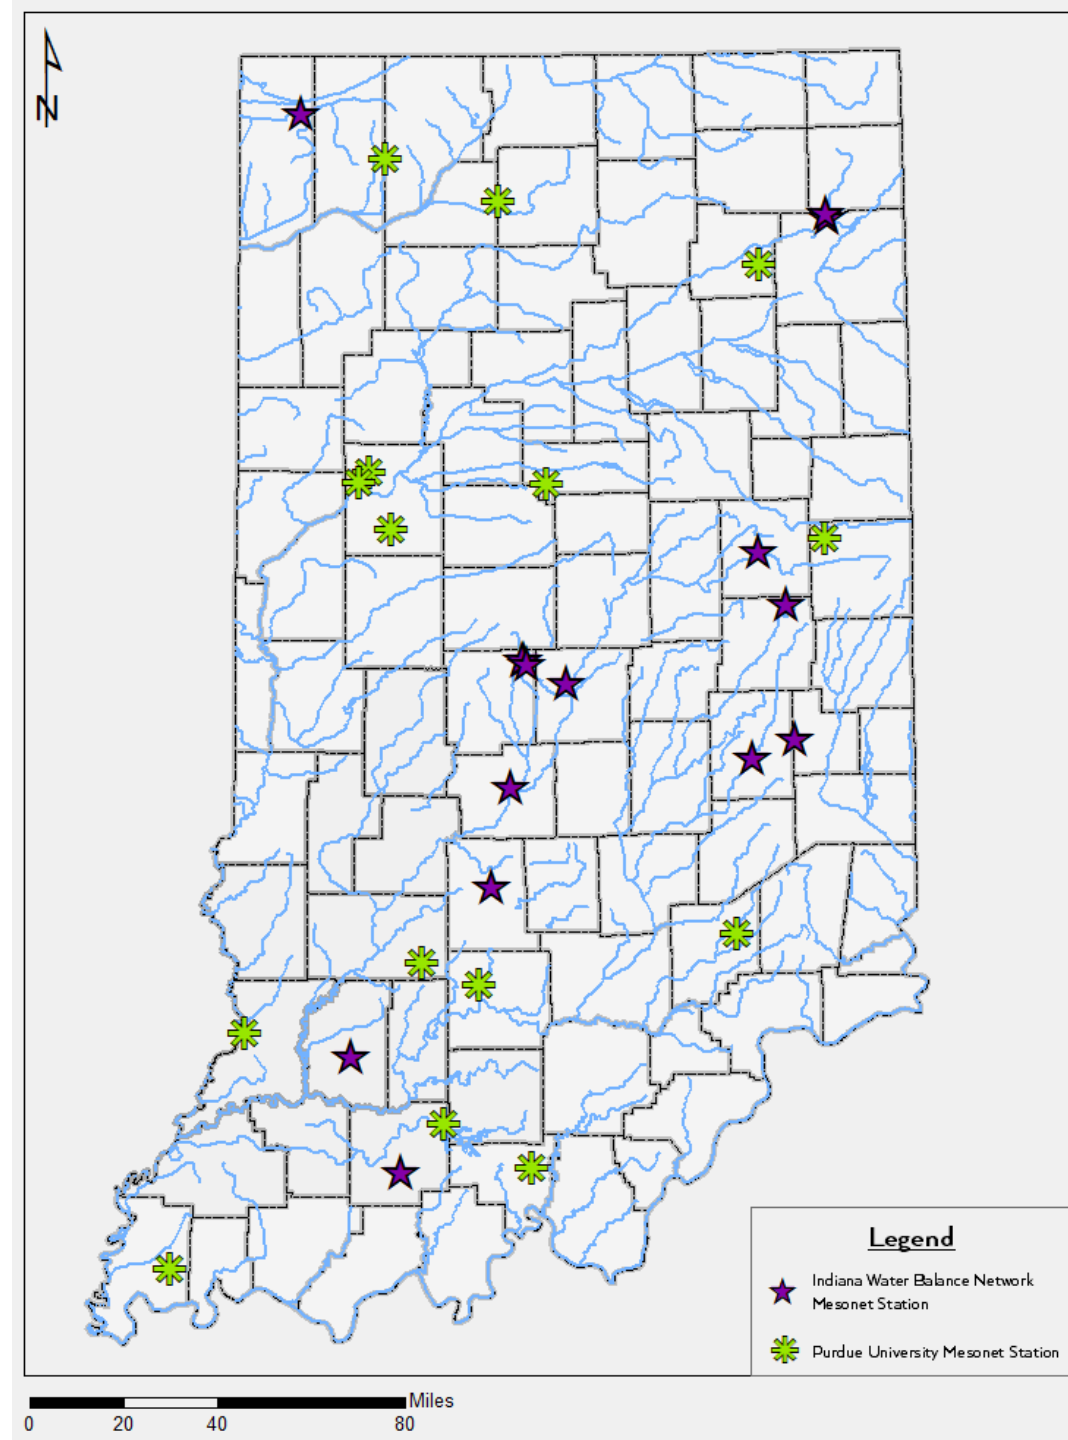 N
Legend
Indiana Water Balance Network
Mesonet Station
Purdue University Mesonet Station
Miles
0 20 40 80